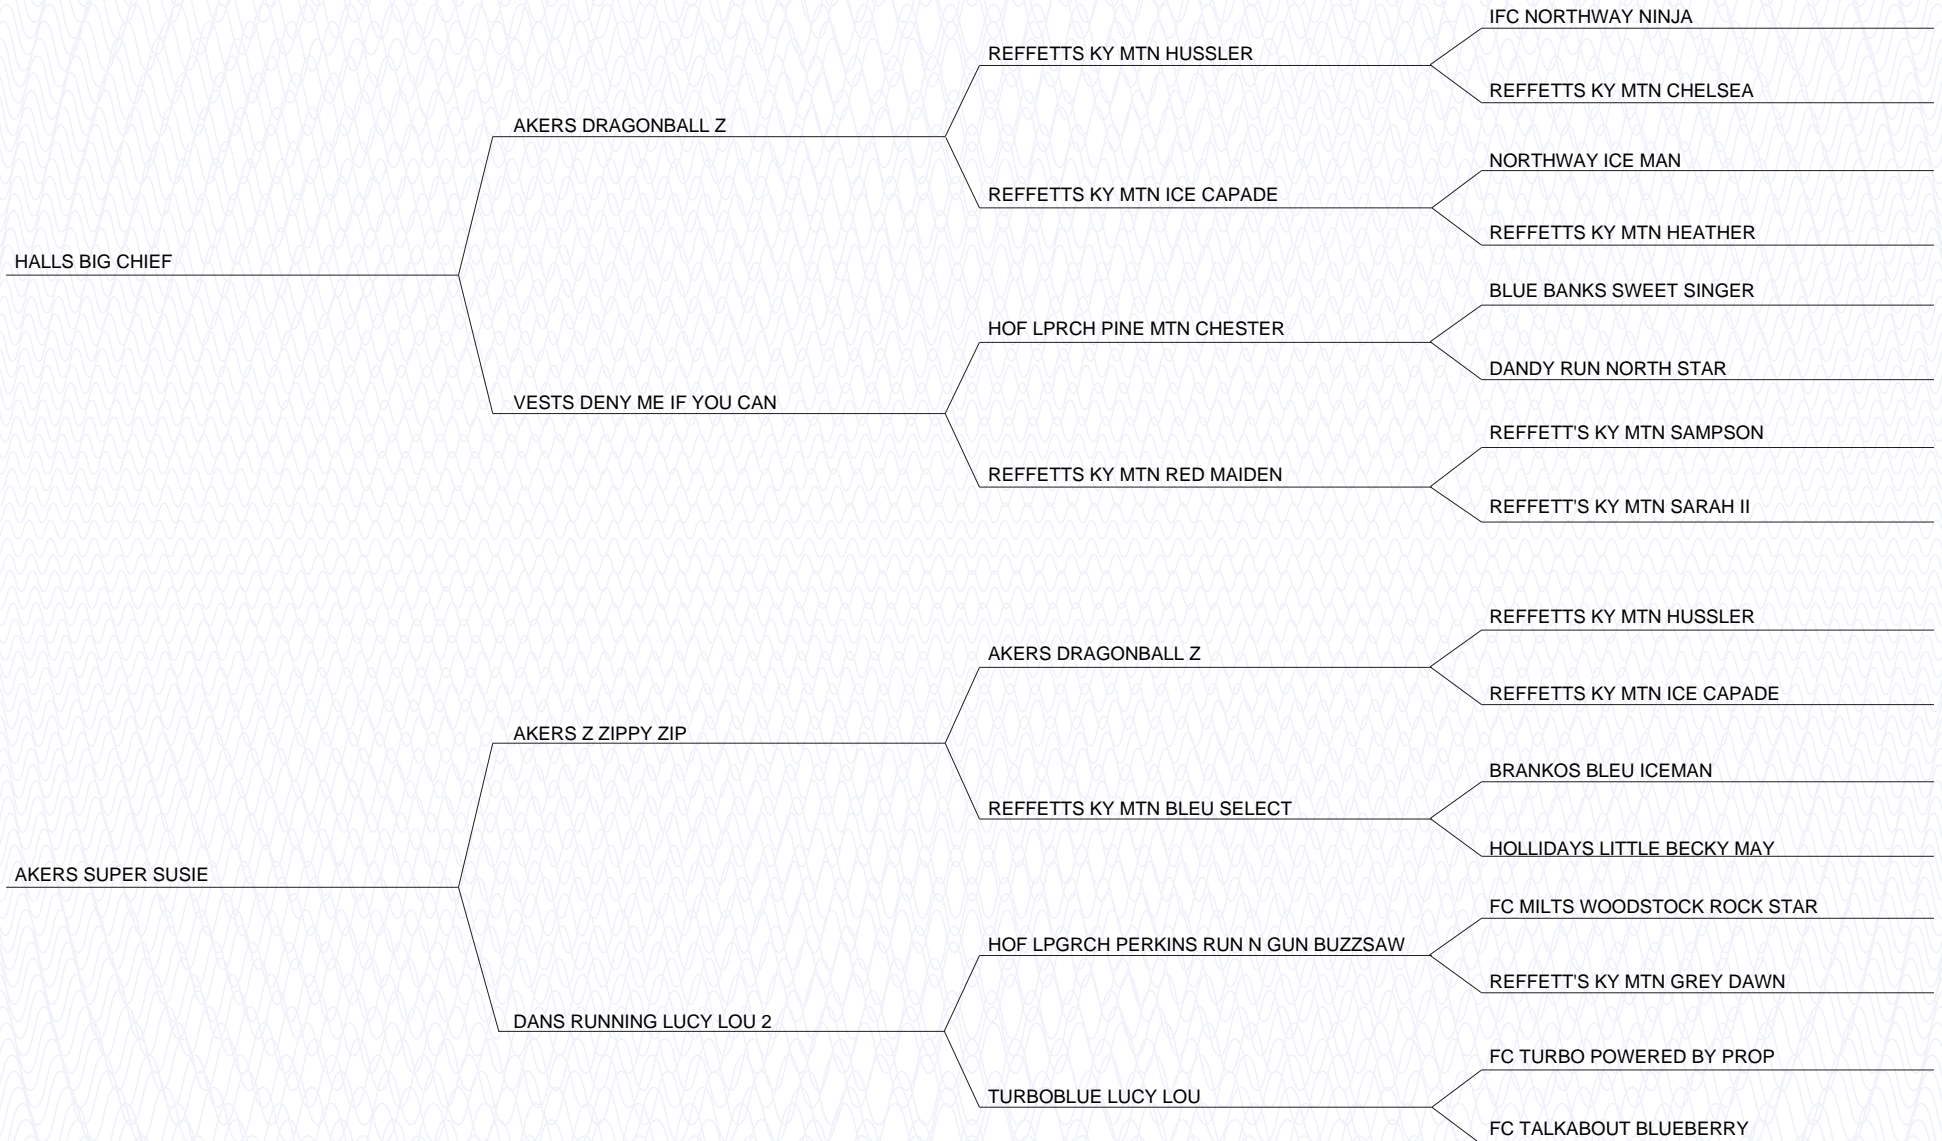 IFC NORTHWAY NINJA
REFFETTS KY MTN HUSSLER
REFFETTS KY MTN CHELSEA
AKERS DRAGONBALL Z
NORTHWAY ICE MAN
REFFETTS KY MTN ICE CAPADE
REFFETTS KY MTN HEATHER
HALLS BIG CHIEF
BLUE BANKS SWEET SINGER
HOF LPRCH PINE MTN CHESTER
DANDY RUN NORTH STAR
VESTS DENY ME IF YOU CAN
REFFETT'S KY MTN SAMPSON
REFFETTS KY MTN RED MAIDEN
REFFETT'S KY MTN SARAH II
REFFETTS KY MTN HUSSLER
AKERS DRAGONBALL Z
REFFETTS KY MTN ICE CAPADE
AKERS Z ZIPPY ZIP
BRANKOS BLEU ICEMAN
REFFETTS KY MTN BLEU SELECT
HOLLIDAYS LITTLE BECKY MAY
AKERS SUPER SUSIE
FC MILTS WOODSTOCK ROCK STAR
HOF LPGRCH PERKINS RUN N GUN BUZZSAW
REFFETT'S KY MTN GREY DAWN
DANS RUNNING LUCY LOU 2
FC TURBO POWERED BY PROP
TURBOBLUE LUCY LOU
FC TALKABOUT BLUEBERRY